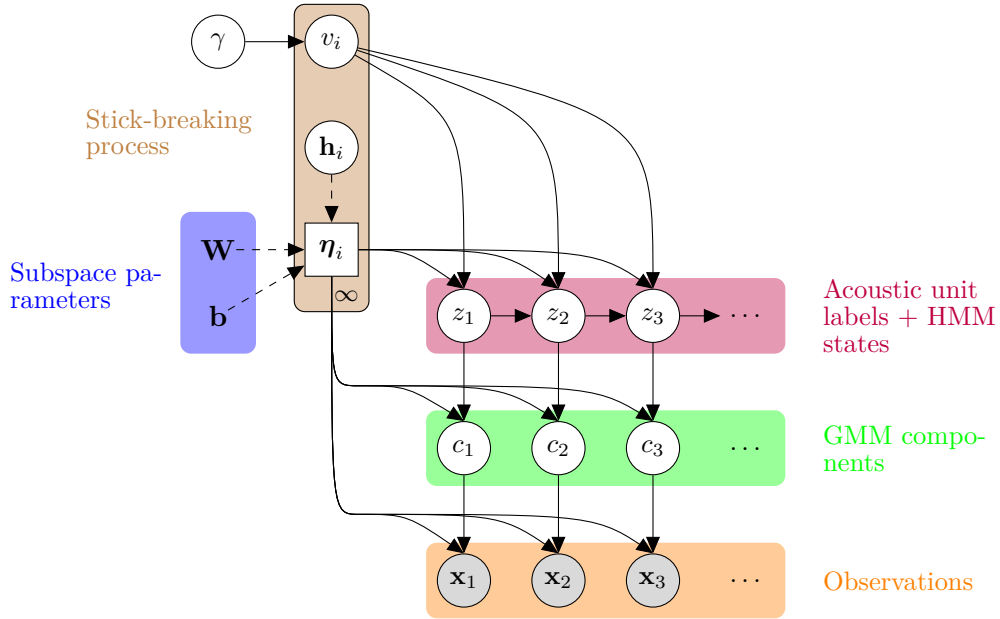 γ
v_i
Stick-breaking
process
h_i
W
η_i
Subspace pa-
rameters
b
∞
z_1 z_2 z_3 ⋯
Acoustic unit
labels + HMM
states
c_1 c_2 c_3 ⋯
GMM compo-
nents
x_1 x_2 x_3 ⋯
Observations